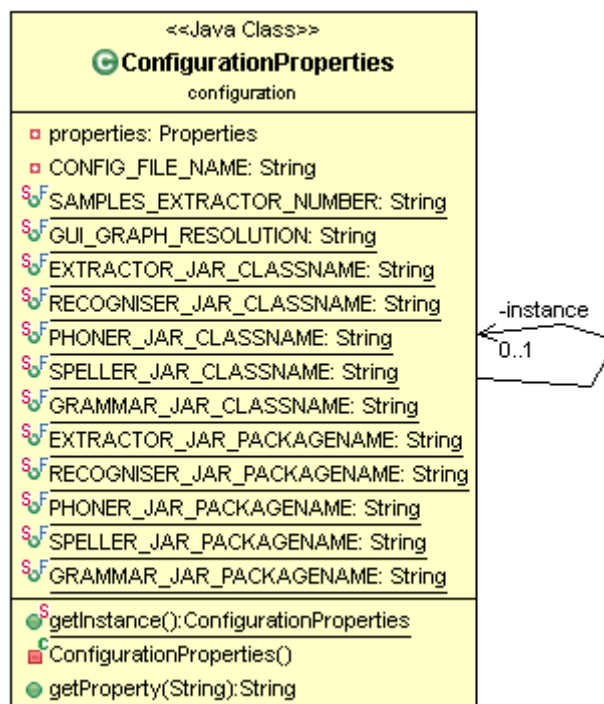 <<Java Class>>
ConfigurationProperties
configuration
properties: Properties
CONFIG_FILE_NAME: String
SAMPLES_EXTRACTOR_NUMBER: String
GUI_GRAPH_RESOLUTION: String
EXTRACTOR_JAR_CLASSNAME: String
RECOGNISER_JAR_CLASSNAME: String
PHONER_JAR_CLASSNAME: String
SPELLER_JAR_CLASSNAME: String
GRAMMAR_JAR_CLASSNAME: String
EXTRACTOR_JAR_PACKAGENAME: String
RECOGNISER_JAR_PACKAGENAME: String
PHONER_JAR_PACKAGENAME: String
SPELLER_JAR_PACKAGENAME: String
GRAMMAR_JAR_PACKAGENAME: String
getInstance():ConfigurationProperties
ConfigurationProperties()
getProperty(String):String
-instance
0..1